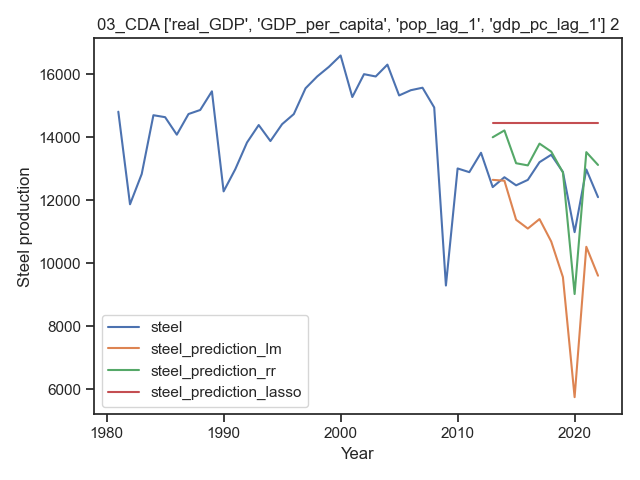 03_CDA ['real_GDP', 'GDP_per_capita', 'pop_lag_1', 'gdp_pc_lag_1'] 2
16000
14000
12000
10000
8000
6000
Steel production
steel
steel_prediction_lm
steel_prediction_rr
steel_prediction_lasso
1980
1990
2000
2010
2020
Year